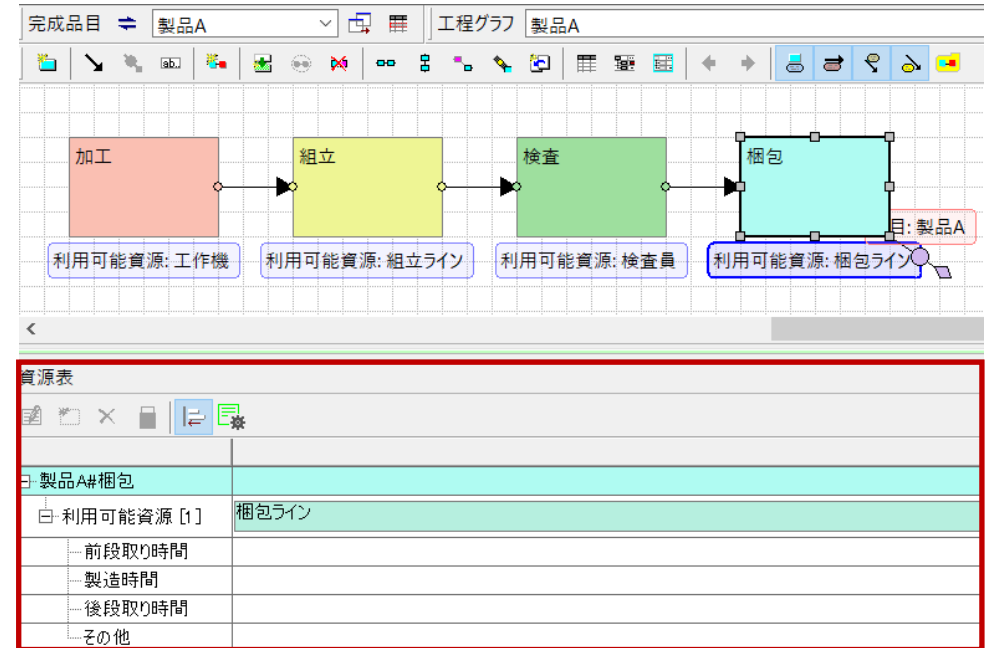 完成品目 製品A 工程グラフ 製品A
ab..
加工 組立 検査 梱包
目: 製品A
利用可能資源: 工作機 利用可能資源: 組立ライン 利用可能資源: 検査員 利用可能資源: 梱包ライン
資源表
製品A#梱包
利用可能資源 [1] 梱包ライン
前段取り時間
製造時間
後段取り時間
その他